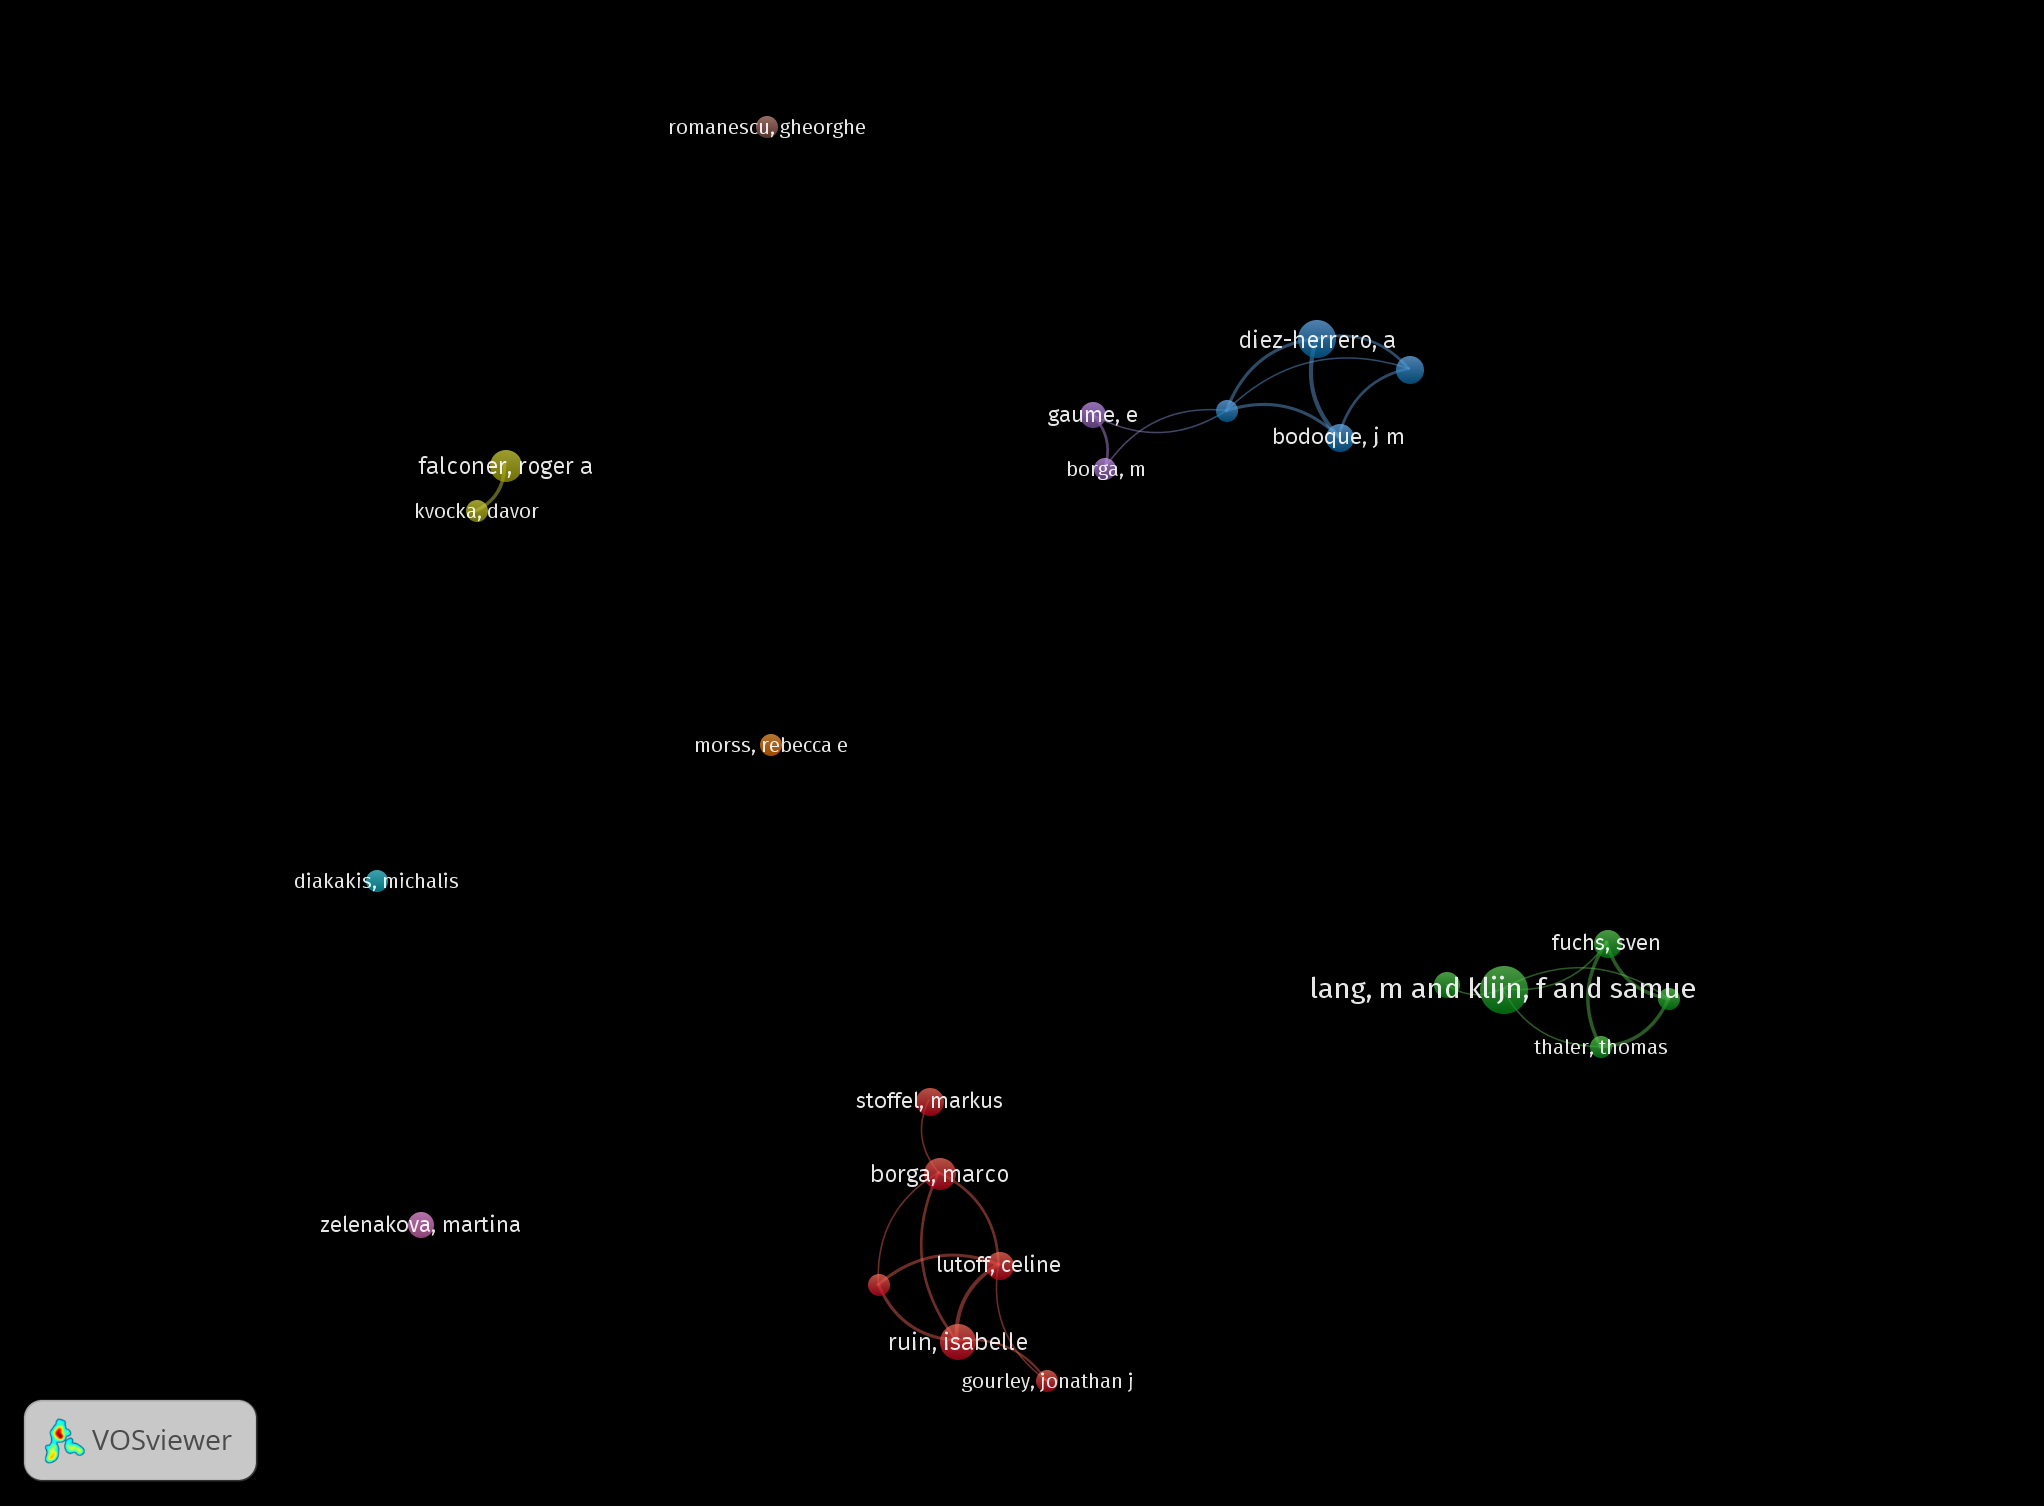 romanescu, gheorghe
diez-herrero, a
gaume, e
bodoque, j m
borga, m
falconer, roger a
kvocka, davor
morss, rebecca e
diakakis, michalis
fuchs, sven
lang, m and klijn, f and samue
thaler, thomas
stoffel, markus
borga, marco
zelenakova, martina
lutoff, celine
ruin, isabelle
gourley, jonathan j
VOSviewer